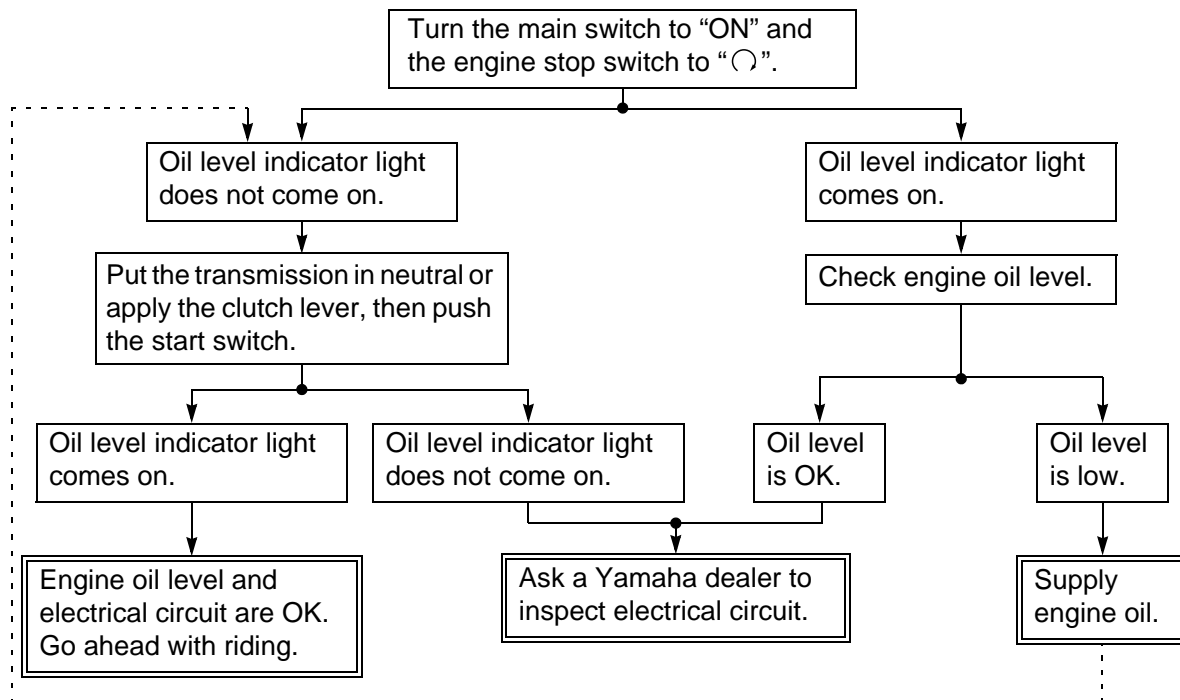 Turn the main switch to “ON” and
the engine stop switch to “ ”.
Oil level indicator light
does not come on.
Oil level indicator light
comes on.
Put the transmission in neutral or
apply the clutch lever, then push
the start switch.
Check engine oil level.
Oil level indicator light
comes on.
Oil level indicator light
does not come on.
Oil level
is OK.
Oil level
is low.
Engine oil level and
electrical circuit are OK.
Go ahead with riding.
Ask a Yamaha dealer to
inspect electrical circuit.
Supply
engine oil.